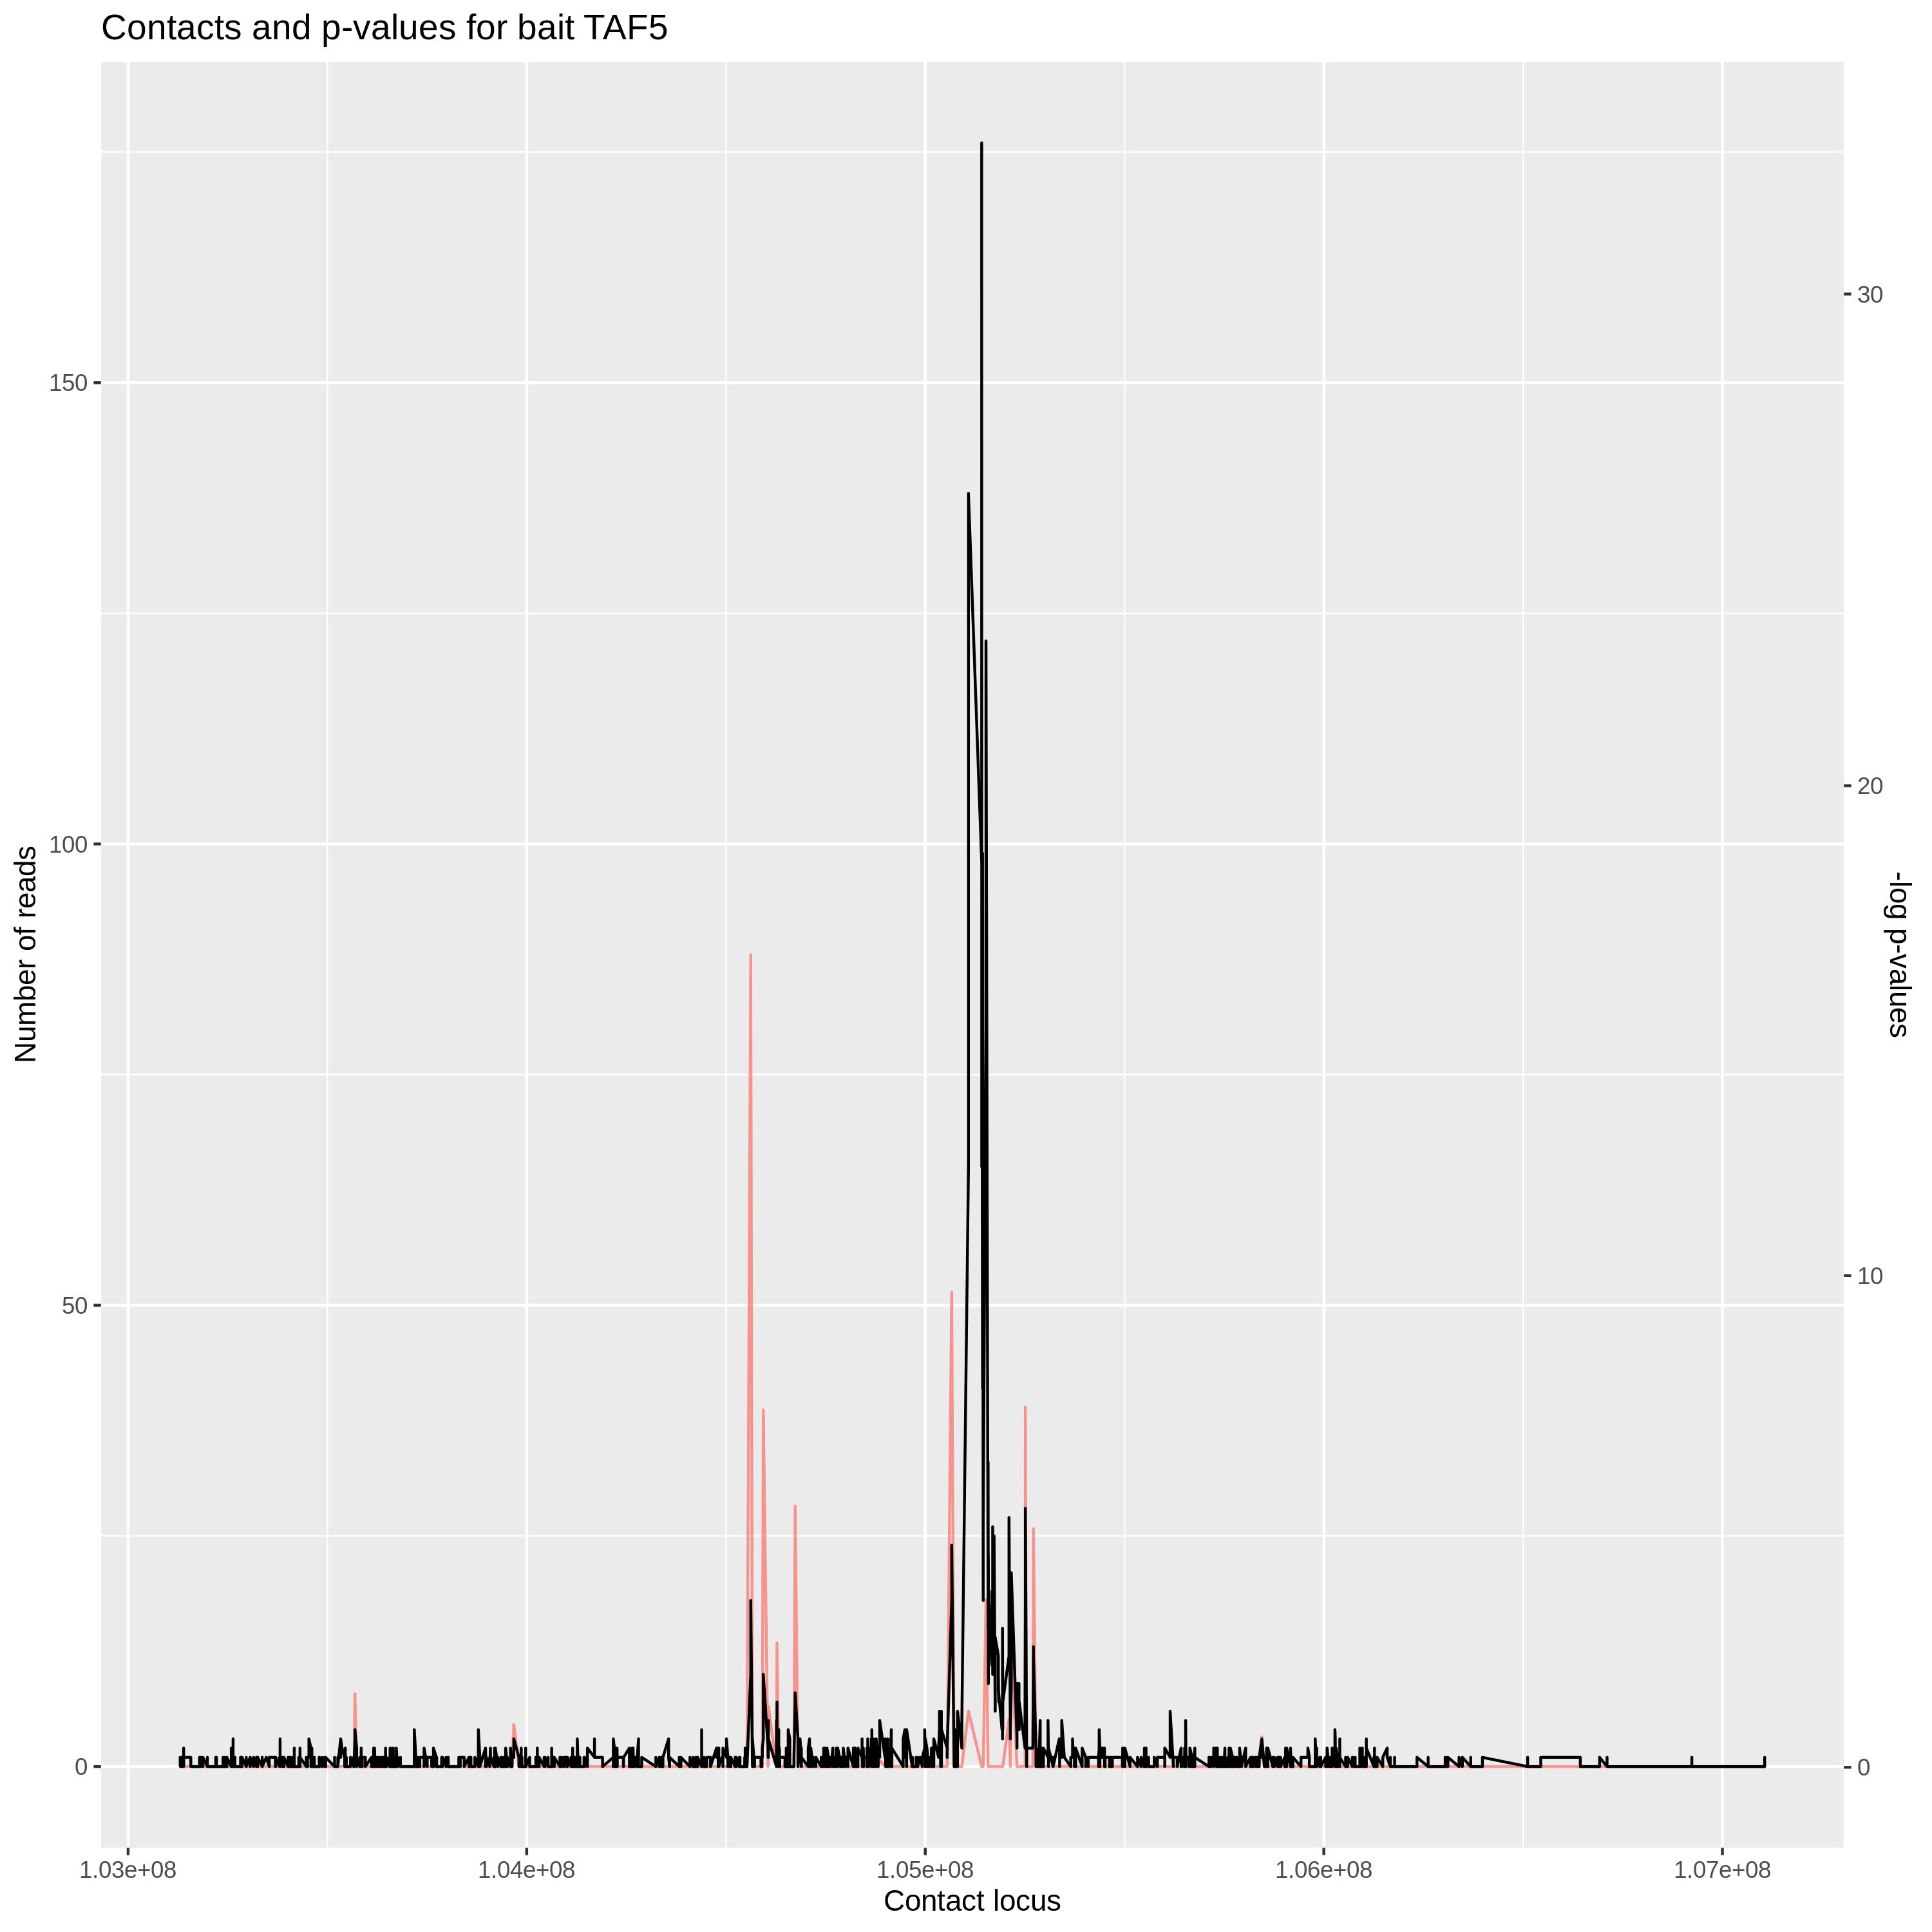 Contacts and p-values for bait TAF5
Number of reads
150
100
50
0
30
20
10
0
-log p-values
1.03e+08 1.04e+08 1.05e+08 1.06e+08 1.07e+08
Contact locus